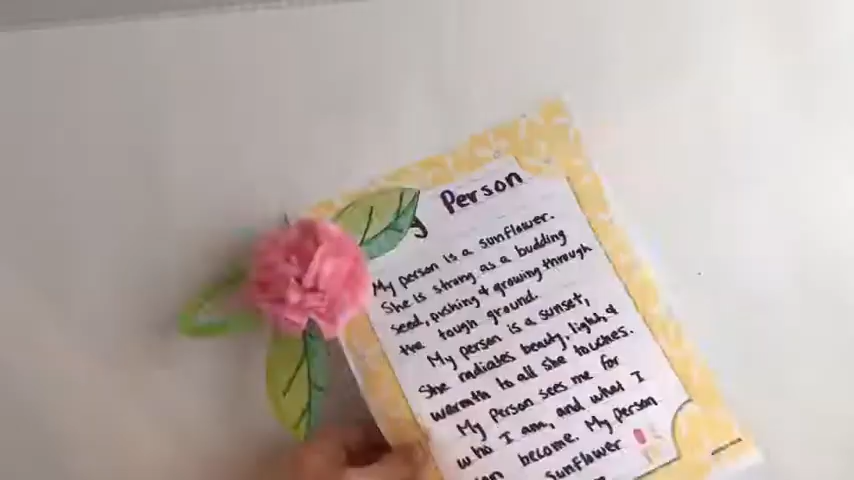 Person
My person is a sunflower.
She is strong as a budding
seed, pushing & growing through
the tough ground.
My person is a sunset,
She radiates beauty, light, &
warmth to all she touches.
My person sees me for
who I am, and what I
become. My person
sunflower